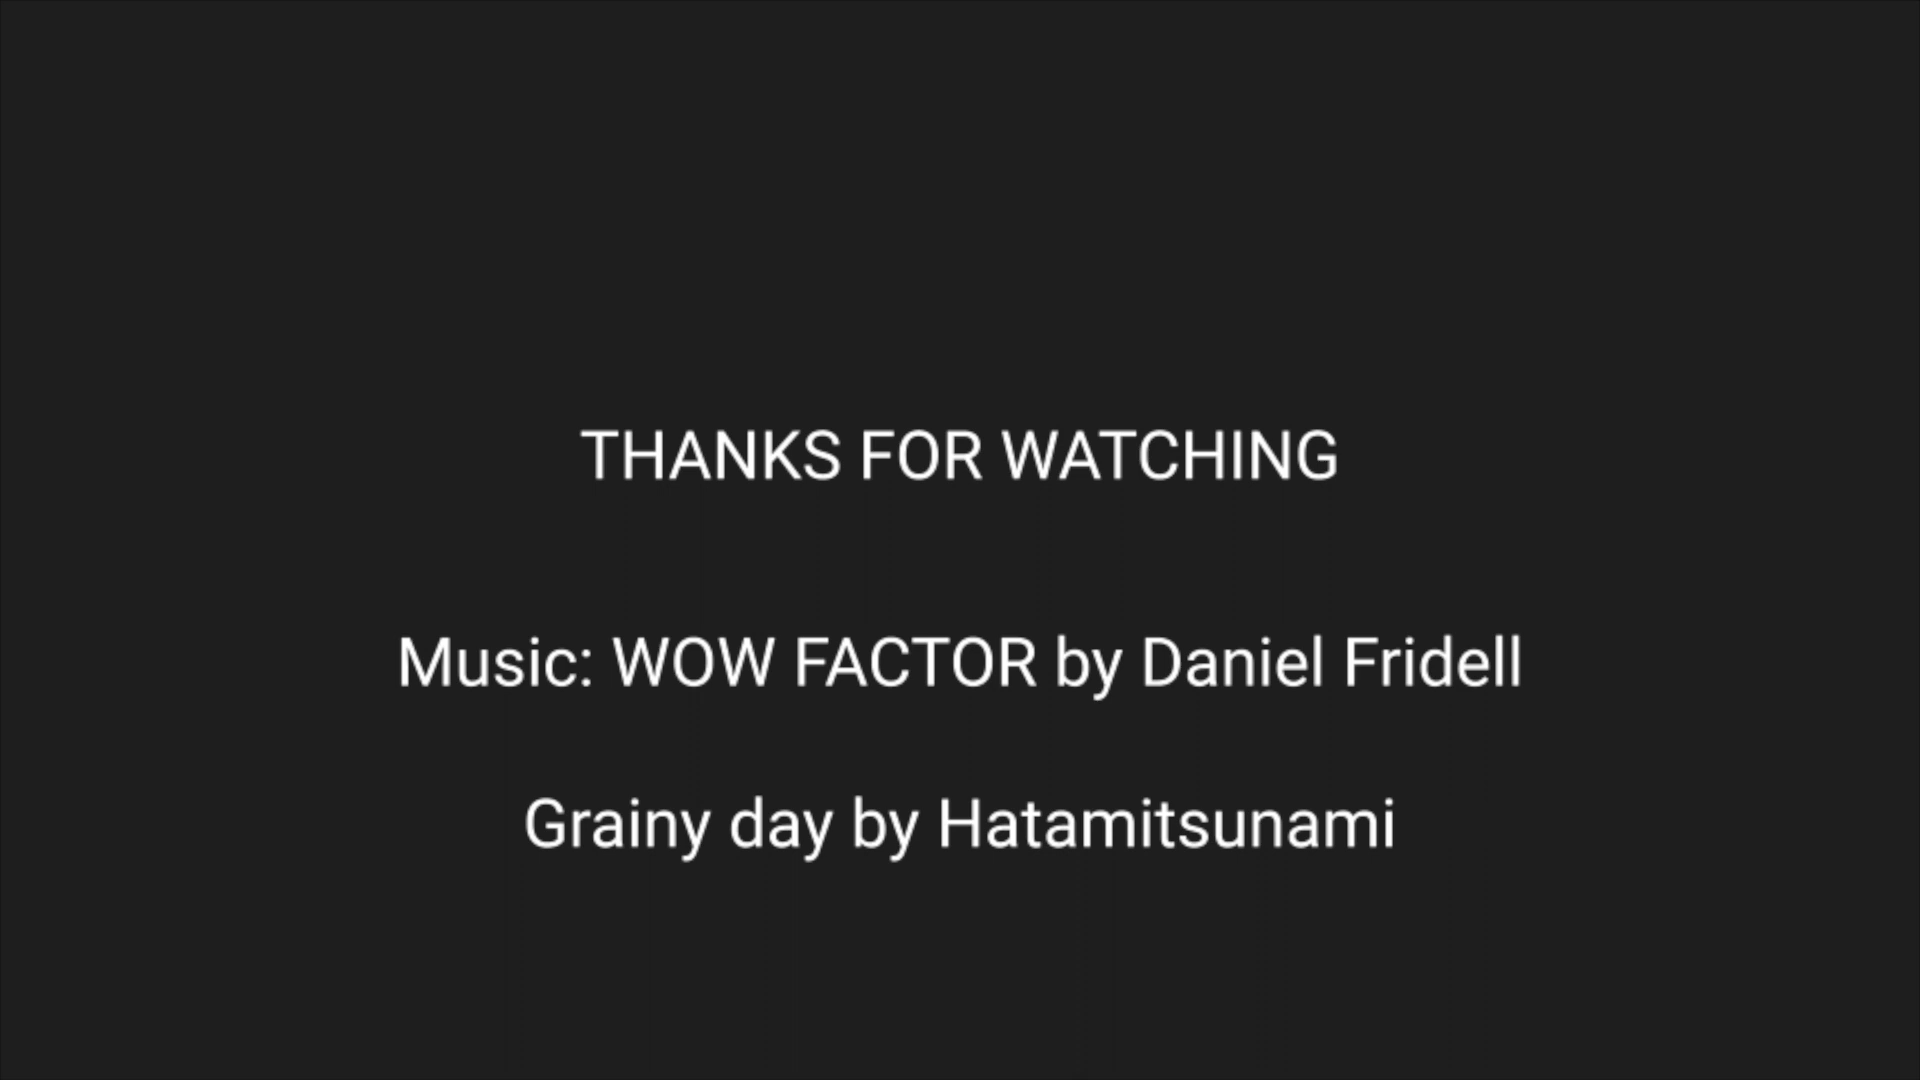 THANKS FOR WATCHING
Music: WOW FACTOR by Daniel Fridell
Grainy day by Hatamitsunami